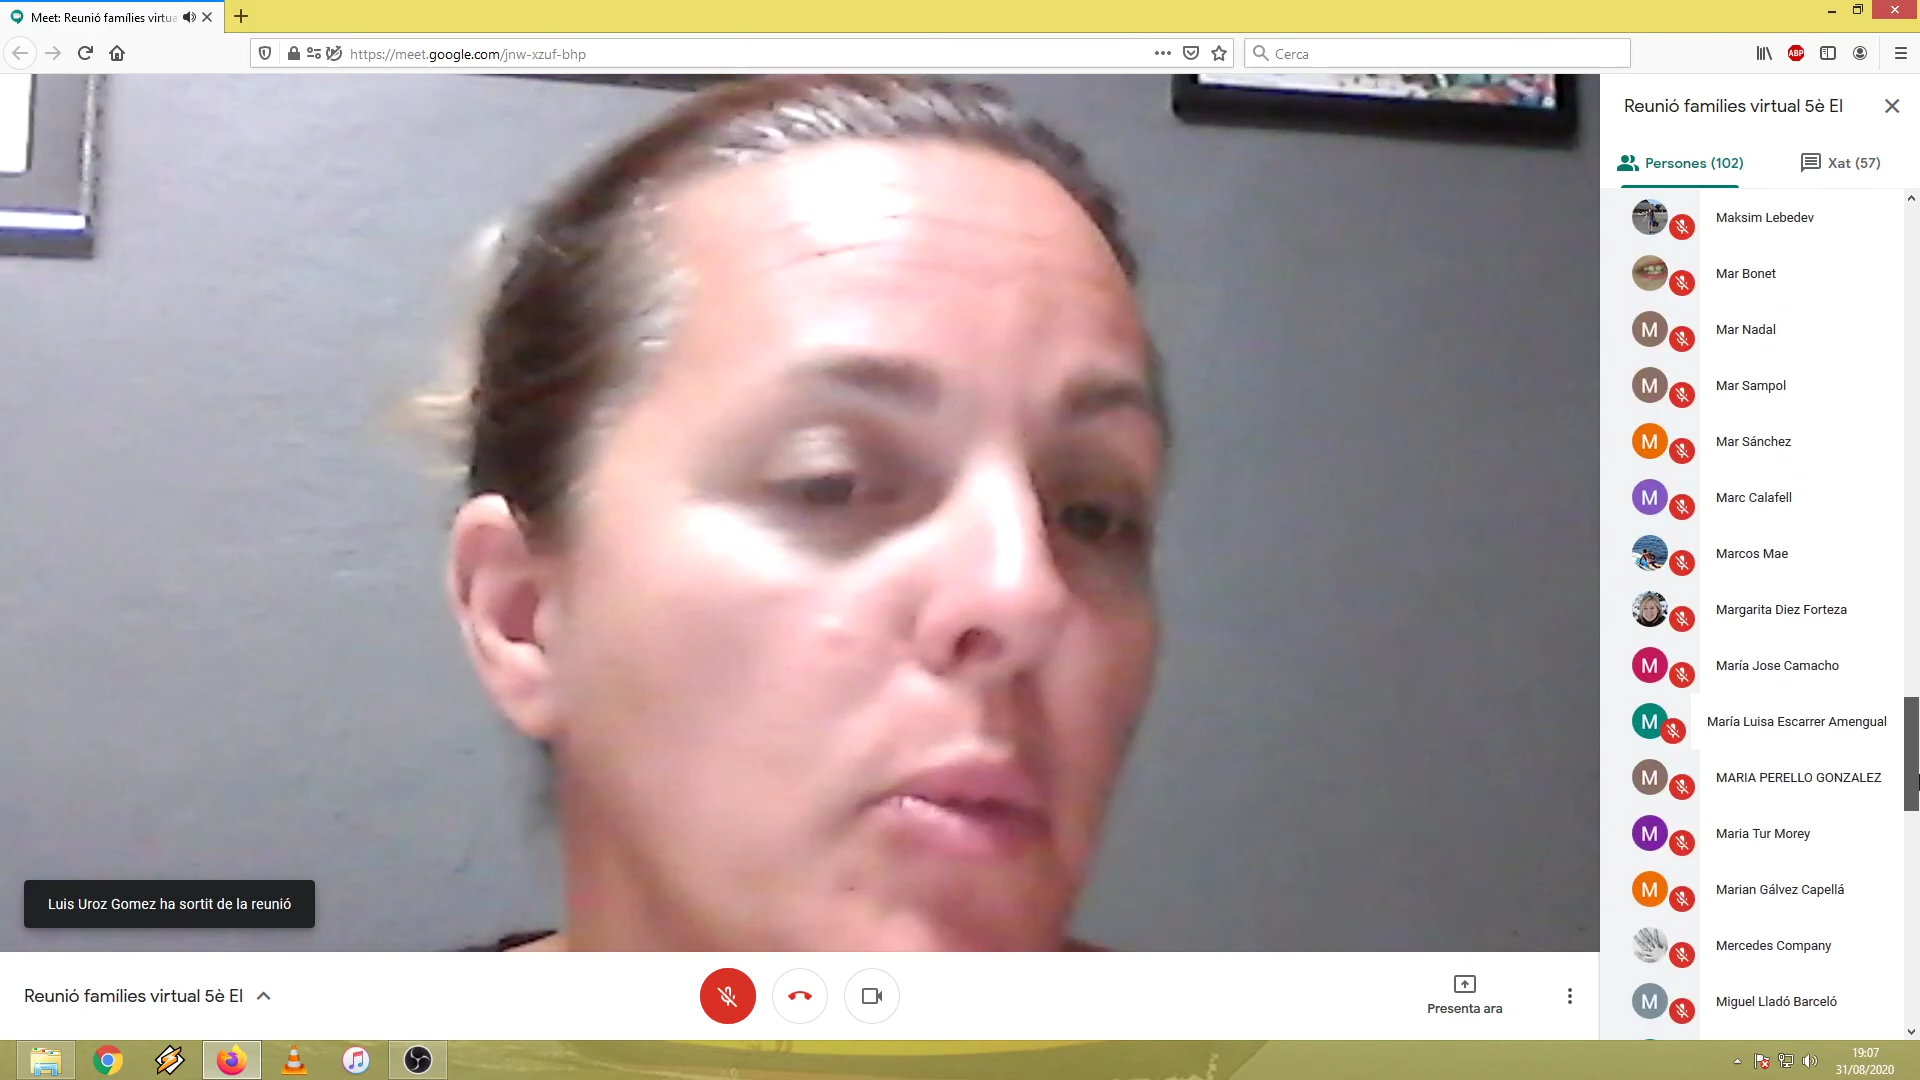 Meet: Reunió famílies virtua
https://meet.google.com/jnw-xzuf-bhp
Cerca
ABP
Reunió famílies virtual 5è EI
Persones (102)
Xat (57)
Maksim Lebedev
Mar Bonet
M
Mar Nadal
M
Mar Sampol
M
Mar Sánchez
M
Marc Calafell
Marcos Mae
Margarita Diez Forteza
M
María Jose Camacho
M
María Luisa Escarrer Amengual
M
MARIA PERELLO GONZALEZ
M
Maria Tur Morey
M
Marian Gálvez Capellá
Mercedes Company
M
Miguel Lladó Barceló
Luis Uroz Gomez ha sortit de la reunió
Reunió famílies virtual 5è EI
Presenta ara
19:07
31/08/2020